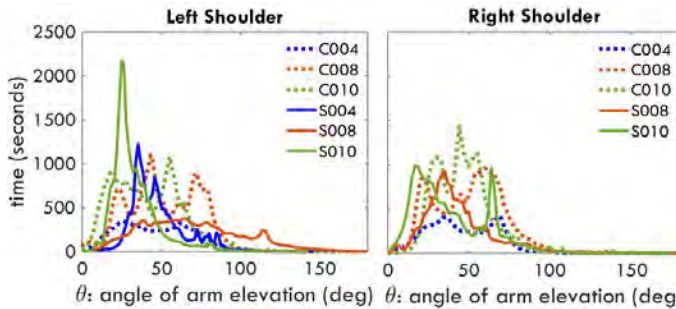 Left Shoulder
Right Shoulder
2500
2000
1500
1000
500
0
time (seconds)
C004
C008
C010
S004
S008
S010
0
50
100
150
θ: angle of arm elevation (deg)
C004
C008
C010
S008
S010
0
50
100
150
θ: angle of arm elevation (deg)